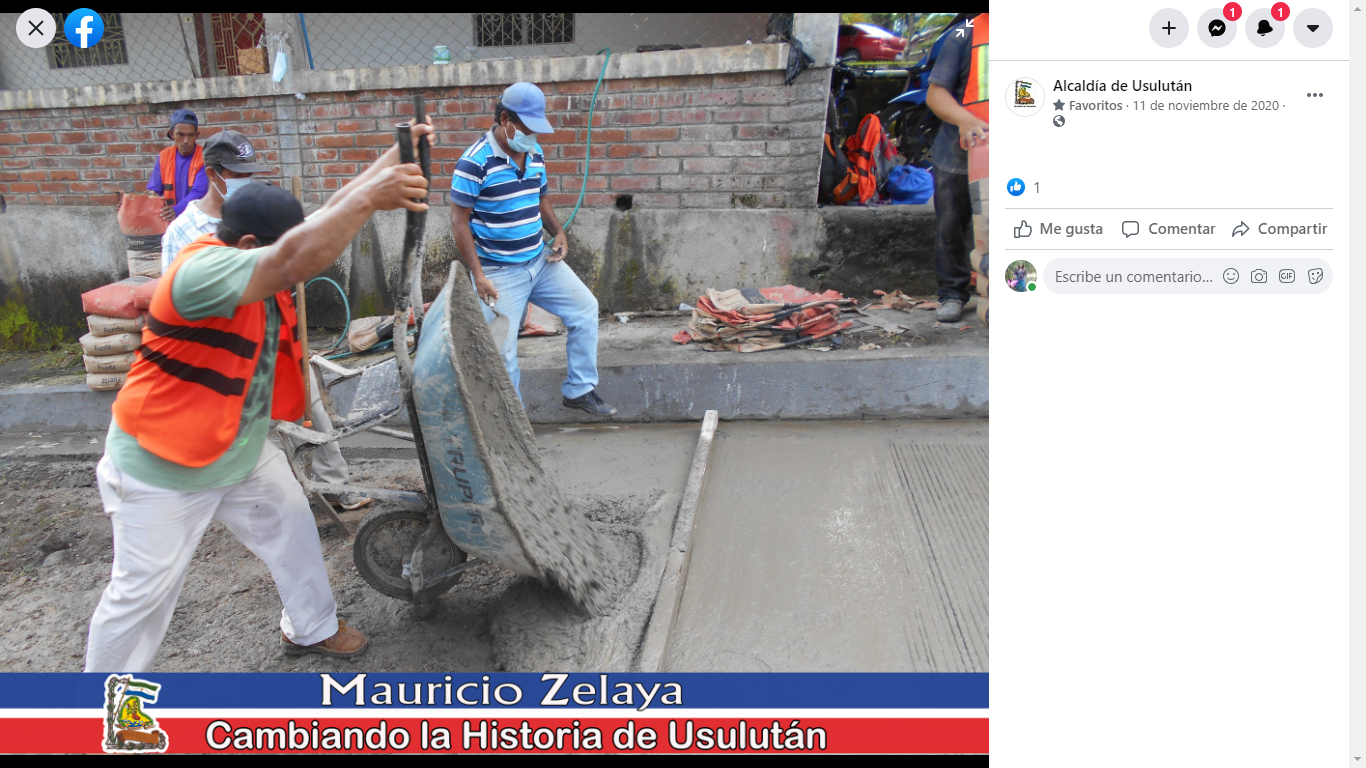 1
1
Alcaldía de Usulután
Favoritos · 11 de noviembre de 2020 ·
1
Me gusta
Comentar
Compartir
Escribe un comentario...
GIF
TRUPER
Mauricio Zelaya
Cambiando la Historia de Usulután